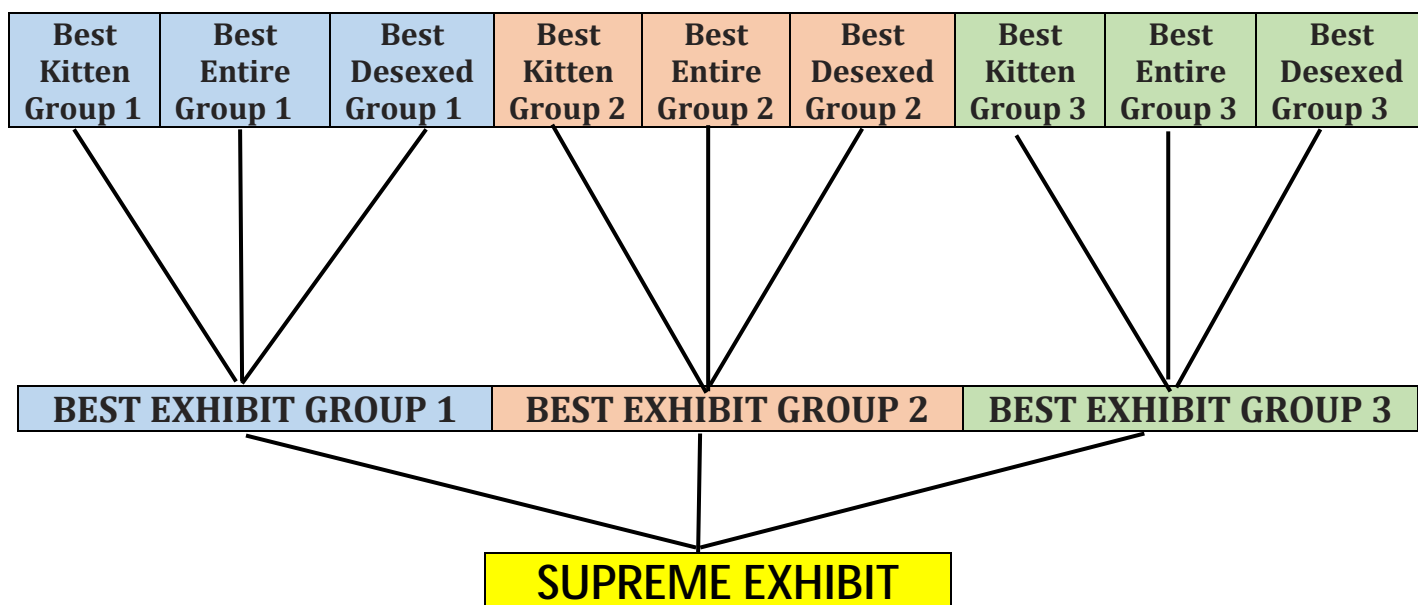 Best
Kitten
Group 1
Best
Entire
Group 1
Best
Desexed
Group 1
Best
Kitten
Group 2
Best
Entire
Group 2
Best
Desexed
Group 2
Best
Kitten
Group 3
Best
Entire
Group 3
Best
Desexed
Group 3
BEST EXHIBIT GROUP 1
BEST EXHIBIT GROUP 2
BEST EXHIBIT GROUP 3
SUPREME EXHIBIT